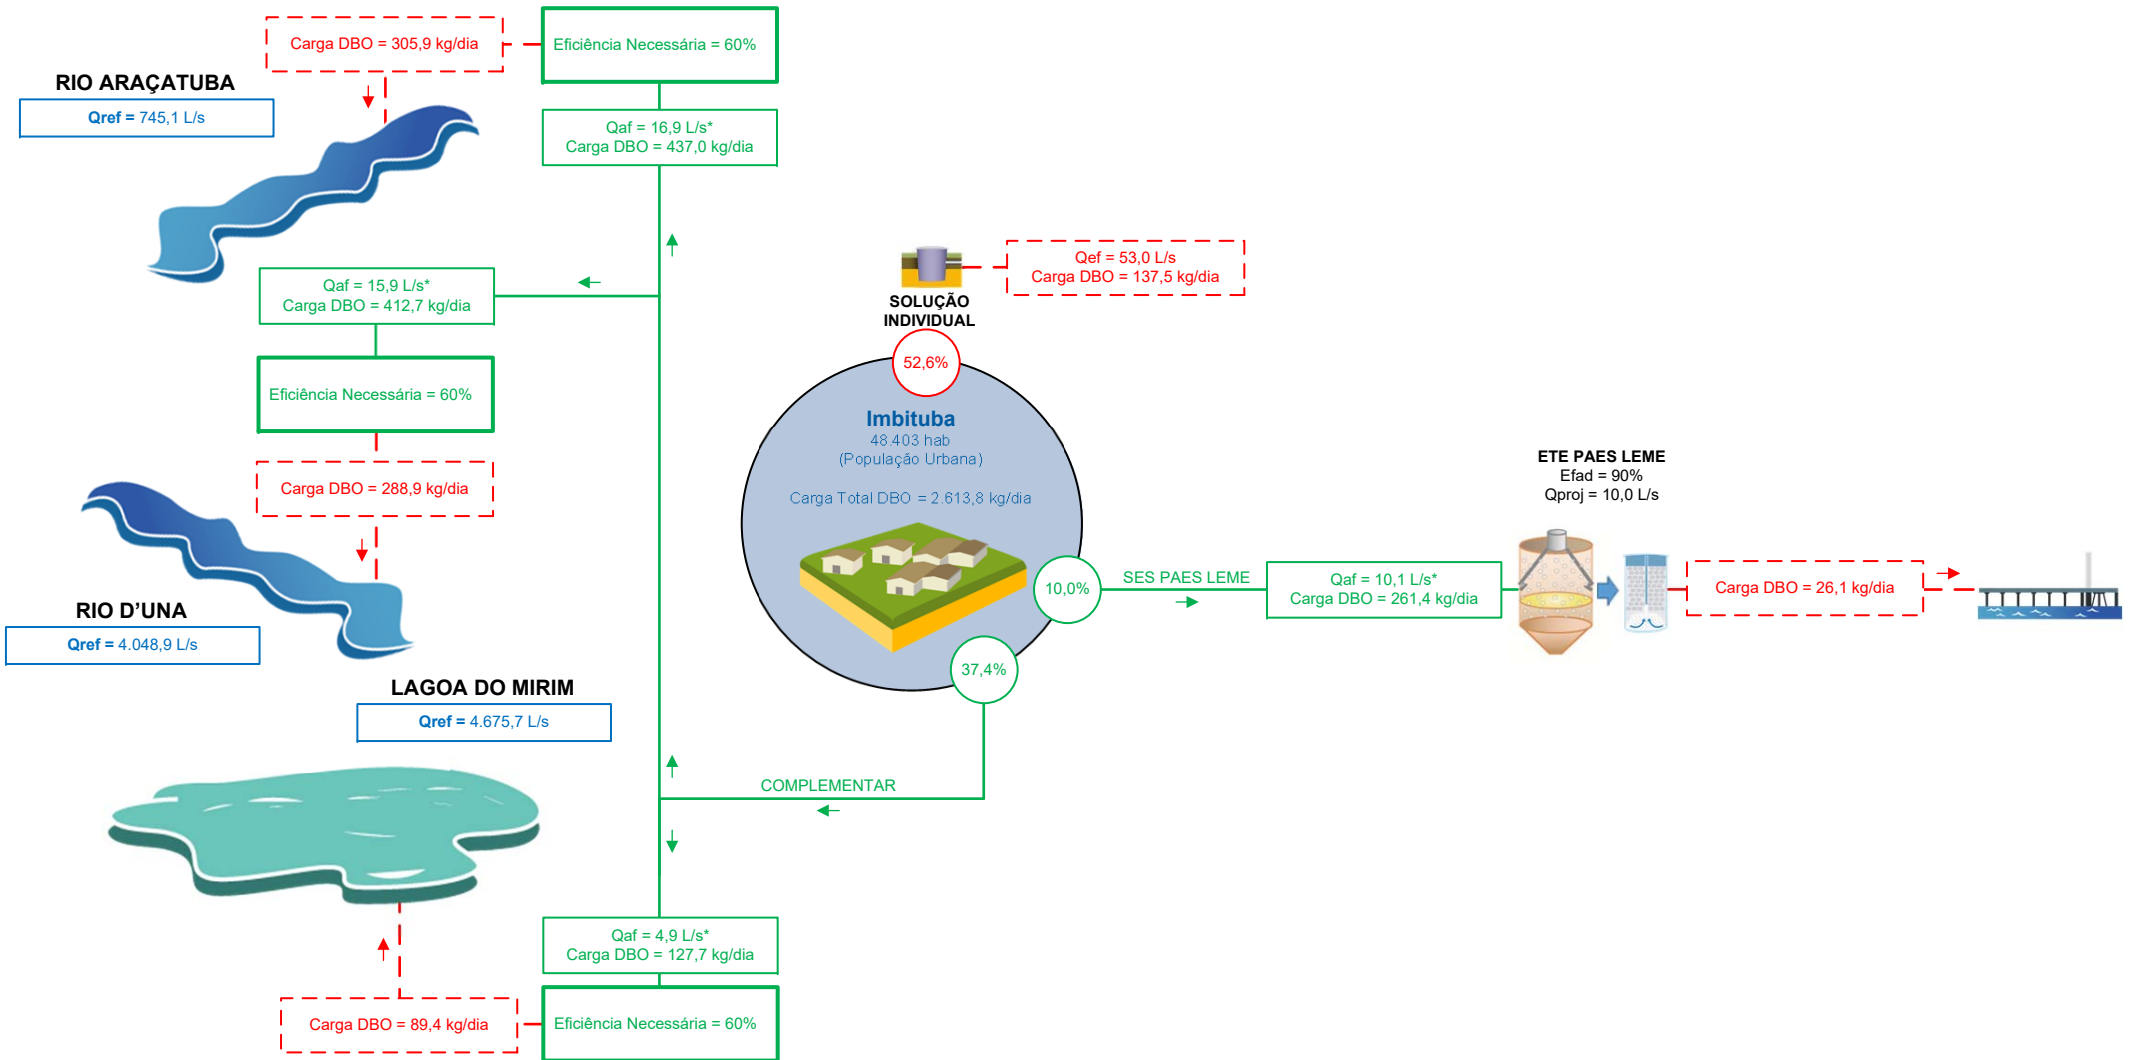 Carga DBO = 305,9 kg/dia
Eficiência Necessária = 60%
RIO ARAÇATUBA
Qref = 745,1 L/s
Qaf = 16,9 L/s*
Carga DBO = 437,0 kg/dia
Qaf = 15,9 L/s*
Carga DBO = 412,7 kg/dia
Eficiência Necessária = 60%
Carga DBO = 288,9 kg/dia
RIO D’UNA
Qref = 4.048,9 L/s
LAGOA DO MIRIM
Qref = 4.675,7 L/s
Qaf = 4,9 L/s*
Carga DBO = 127,7 kg/dia
Carga DBO = 89,4 kg/dia
Eficiência Necessária = 60%
COMPLEMENTAR
SOLUÇÃO
INDIVIDUAL
Qef = 53,0 L/s
Carga DBO = 137,5 kg/dia
52,6%
Imbituba
48.403 hab
(População Urbana)
Carga Total DBO = 2.613,8 kg/dia
10,0%
37,4%
SES PAES LEME
Qaf = 10,1 L/s*
Carga DBO = 261,4 kg/dia
ETE PAES LEME
Efad = 90%
Qproj = 10,0 L/s
Carga DBO = 26,1 kg/dia